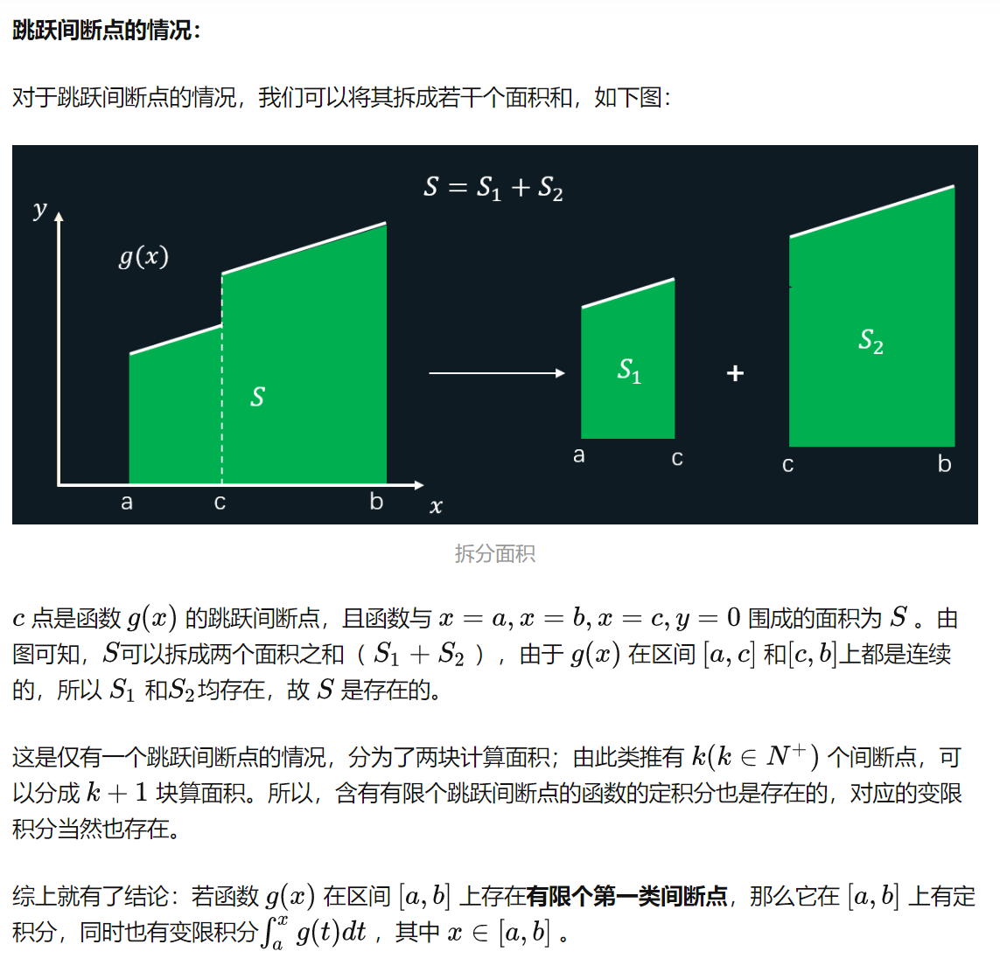 跳跃间断点的情况：
对于跳跃间断点的情况，我们可以将其拆成若干个面积和，如下图：
S = S₁ + S₂
y
g(x)
S
S₁
+
S₂
a
c
b
x
a
c
c
b
拆分面积
c 点是函数 g(x) 的跳跃间断点，且函数与 x = a, x = b, x = c, y = 0 围成的面积为 S 。由
图可知，S可以拆成两个面积之和（ S₁ + S₂ ），由于 g(x) 在区间 [a, c] 和[c, b]上都是连续
的，所以 S₁ 和S₂均存在，故 S 是存在的。
这是仅有一个跳跃间断点的情况，分为了两块计算面积；由此类推有 k(k ∈ N⁺) 个间断点，可
以分成 k + 1 块算面积。所以，含有有限个跳跃间断点的函数的定积分也是存在的，对应的变限
积分当然也存在。
综上就有了结论：若函数 g(x) 在区间 [a, b] 上存在有限个第一类间断点，那么它在 [a, b] 上有定
积分，同时也有变限积分∫ₐˣ g(t)dt ，其中 x ∈ [a, b] 。